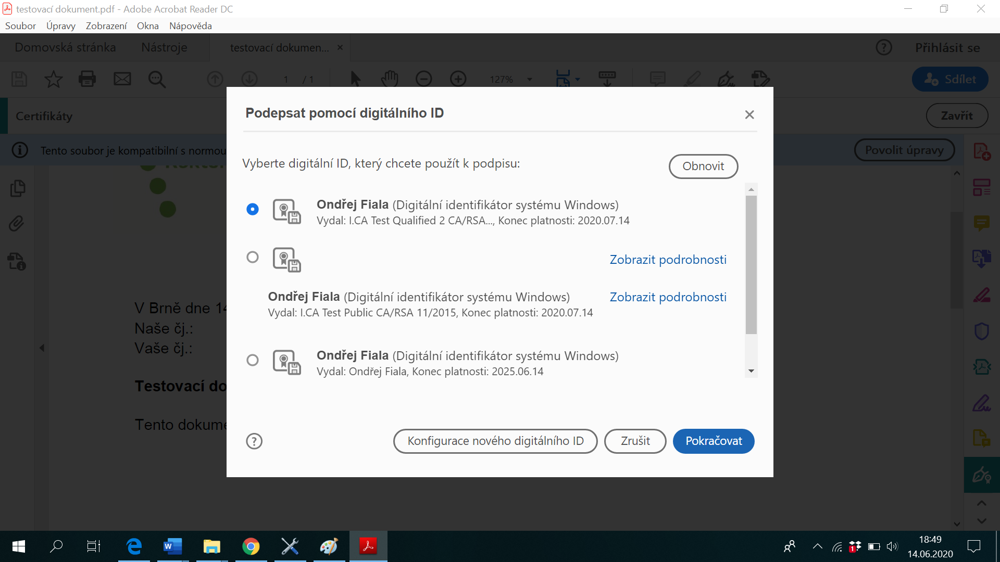 testovací dokument.pdf - Adobe Acrobat Reader DC
Soubor Úpravy Zobrazení Okna Nápověda
Domovská stránka Nástroje testovací dokumen... Přihlásit se
1 / 1 127% Sdílet
Certifikáty Zavřít
Tento soubor je kompatibilní s normou Povolit úpravy
Podepsat pomocí digitálního ID
Vyberte digitální ID, který chcete použít k podpisu: Obnovit
Ondřej Fiala (Digitální identifikátor systému Windows)
Vydal: I.CA Test Qualified 2 CA/RSA..., Konec platnosti: 2020.07.14
Zobrazit podrobnosti
Ondřej Fiala (Digitální identifikátor systému Windows) Zobrazit podrobnosti
Vydal: I.CA Test Public CA/RSA 11/2015, Konec platnosti: 2020.07.14
Ondřej Fiala (Digitální identifikátor systému Windows)
Vydal: Ondřej Fiala, Konec platnosti: 2025.06.14
Konfigurace nového digitálního ID Zrušit Pokračovat
V Brně dne 14
Naše čj.:
Vaše čj.:
Testovací do
Tento dokume
18:49
14.06.2020